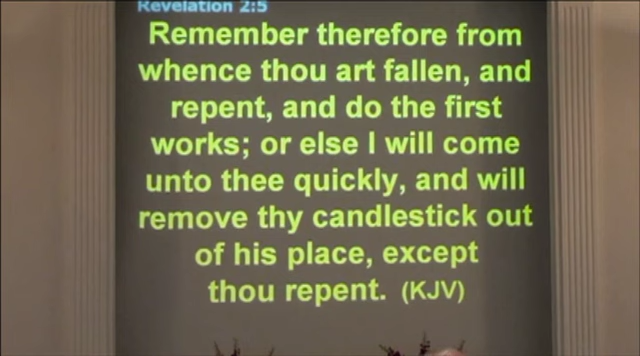 Revelation 2:5
Remember therefore from
whence thou art fallen, and
repent, and do the first
works; or else I will come
unto thee quickly, and will
remove thy candlestick out
of his place, except
thou repent. (KJV)